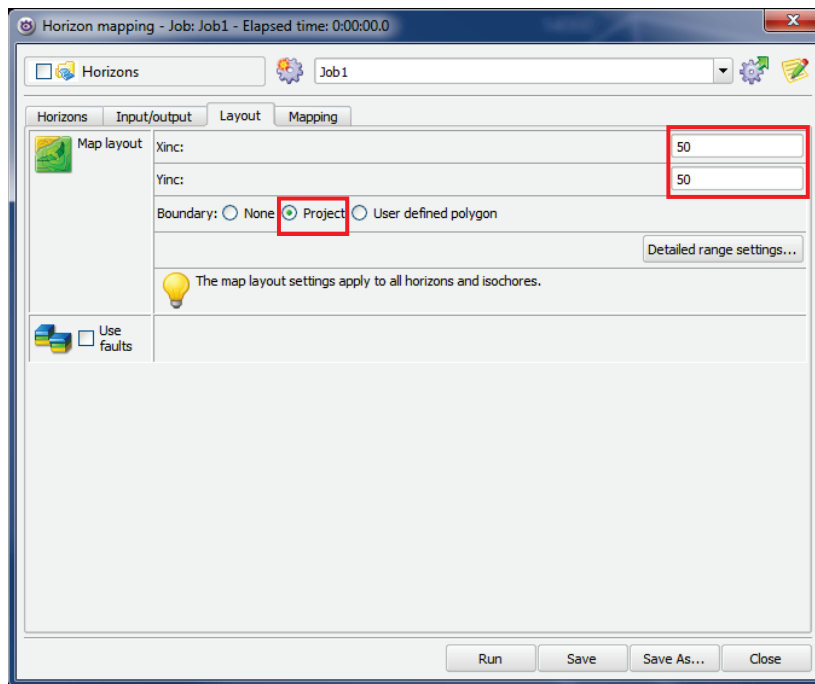 Horizon mapping - Job: Job1 - Elapsed time: 0:00:00.0
Horizons
Job1
Horizons Input/output Layout Mapping
Map layout
Xinc: 50
Yinc: 50
Boundary: None Project User defined polygon
Detailed range settings...
The map layout settings apply to all horizons and isochores.
Use
faults
Run Save Save As... Close